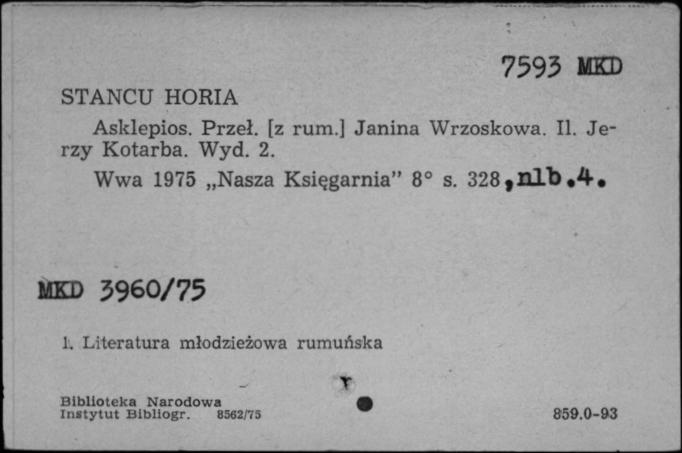 7593 MKD
STANCU HORIA
Asklepios. Przeł. [z rum.] Janina Wrzoskowa. Il. Je-
rzy Kotarba. Wyd. 2.
Wwa 1975 „Nasza Księgarnia” 8° s. 328, nlb. 4.
MKD 3960/75
1. Literatura młodzieżowa rumuńska
r
Biblioteka Narodowa
Instytut Bibliogr. 8562/75
859.0-93